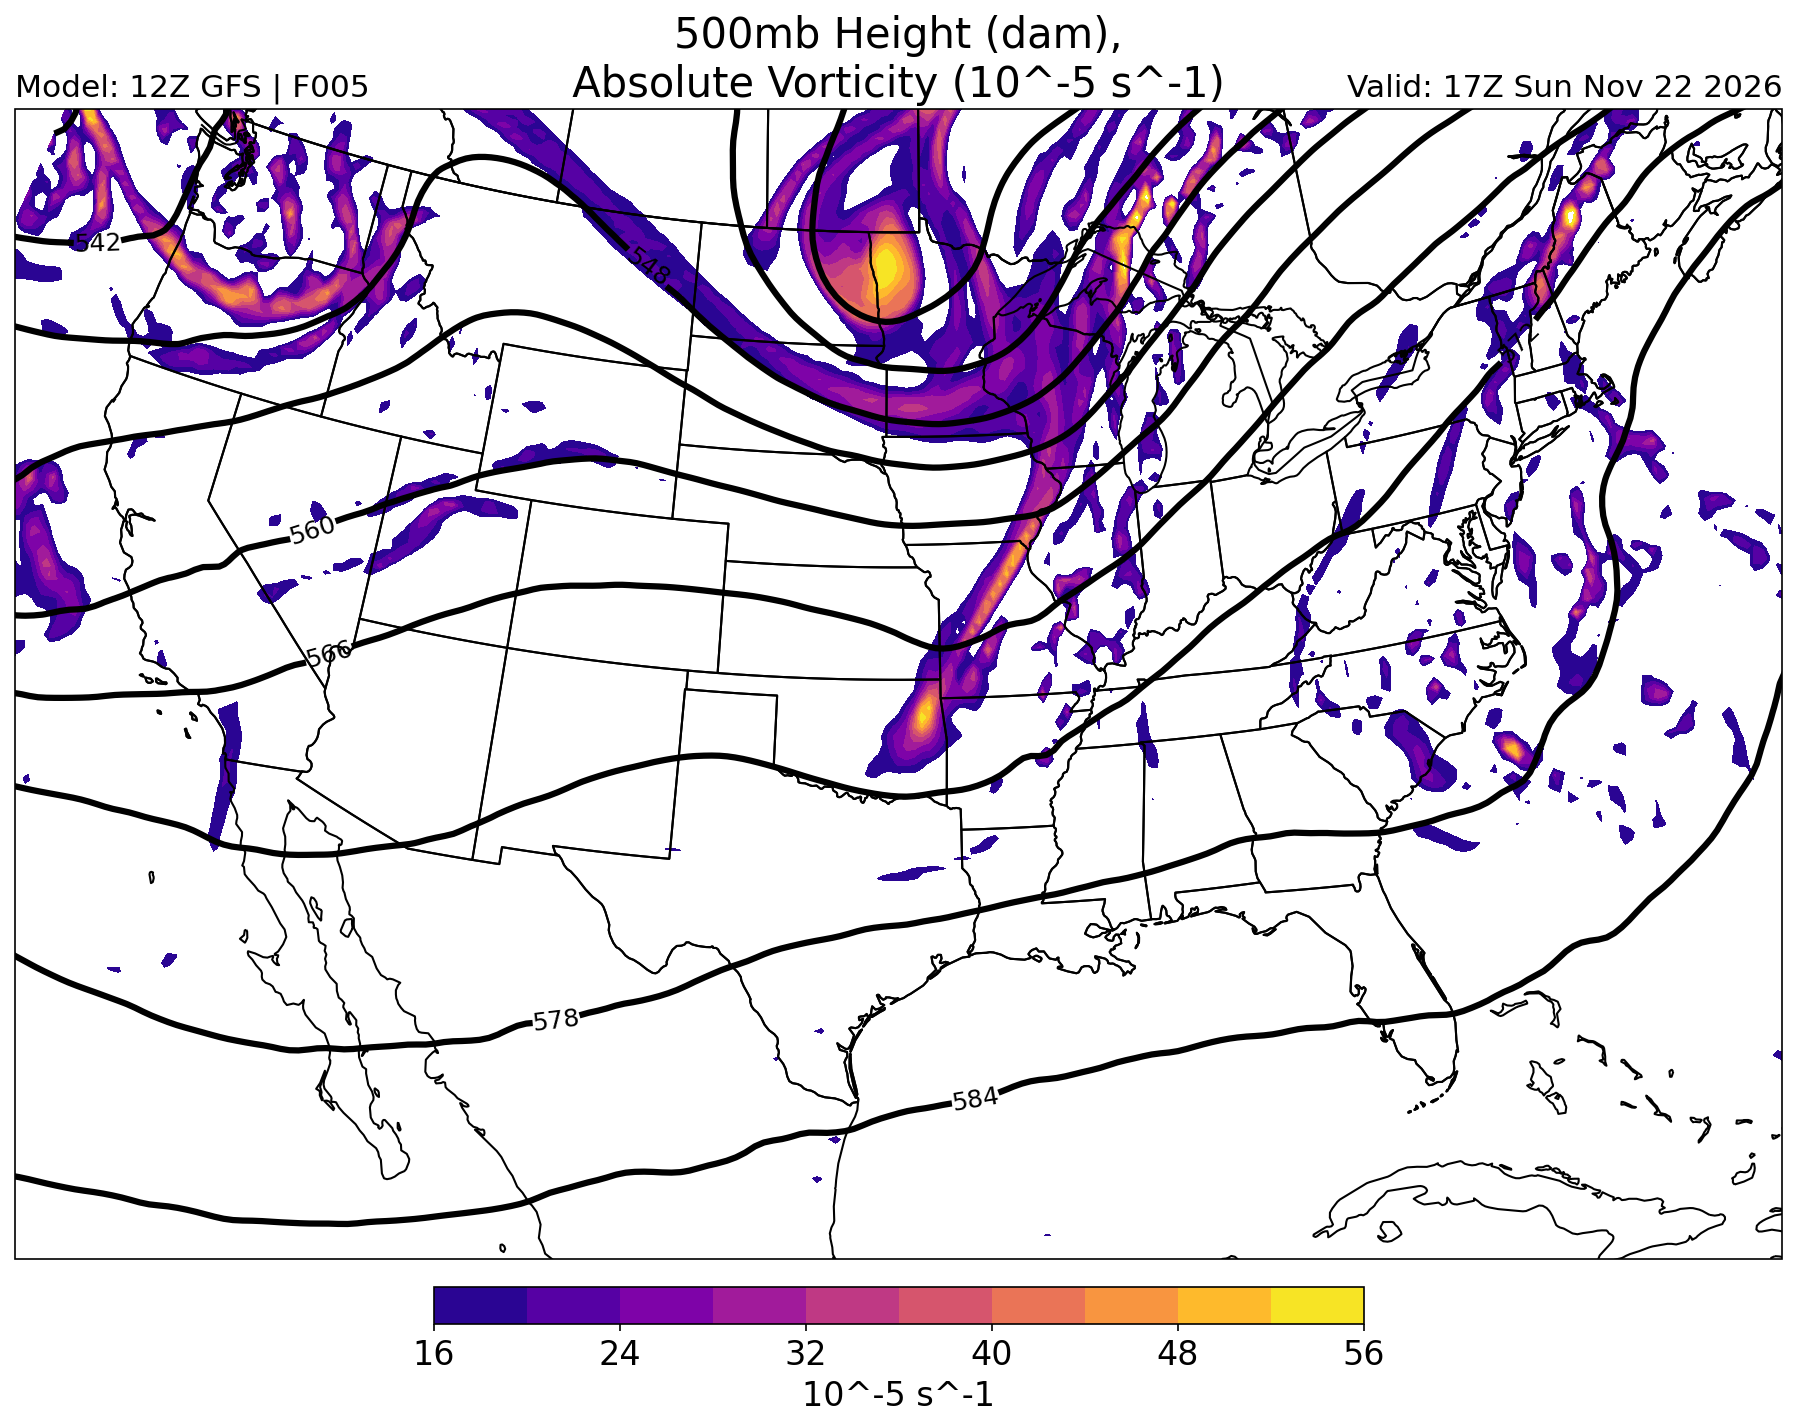 500mb Height (dam),
Absolute Vorticity (10^-5 s^-1)
Model: 12Z GFS | F005
Valid: 17Z Sun Nov 22 2026
542
548
560
566
578
584
16 24 32 40 48 56
10^-5 s^-1